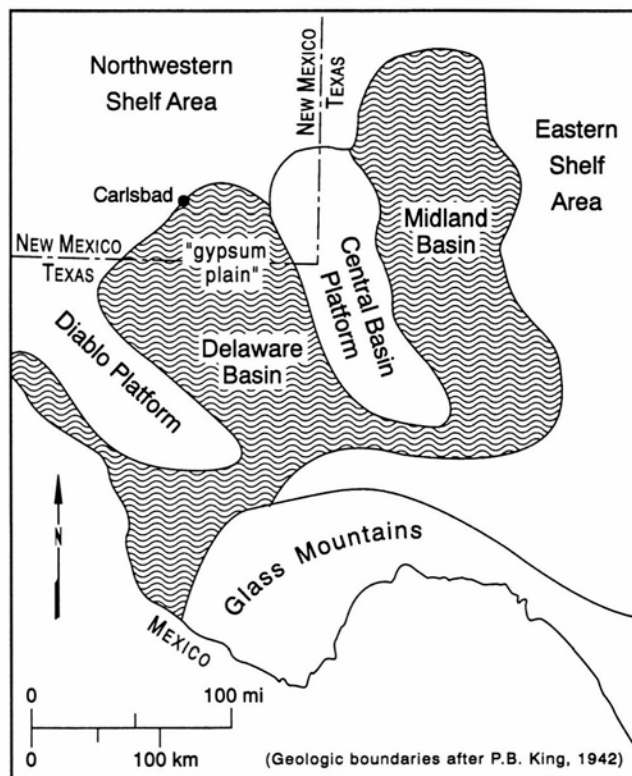 Northwestern
Shelf Area
NEW MEXICO
TEXAS
Eastern
Shelf
Area
Carlsbad
Midland
Basin
NEW MEXICO
TEXAS
"gypsum
plain"
Central Basin
Platform
Diablo Platform
Delaware
Basin
N
Glass Mountains
MEXICO
0 100 mi
0 100 km
(Geologic boundaries after P.B. King, 1942)